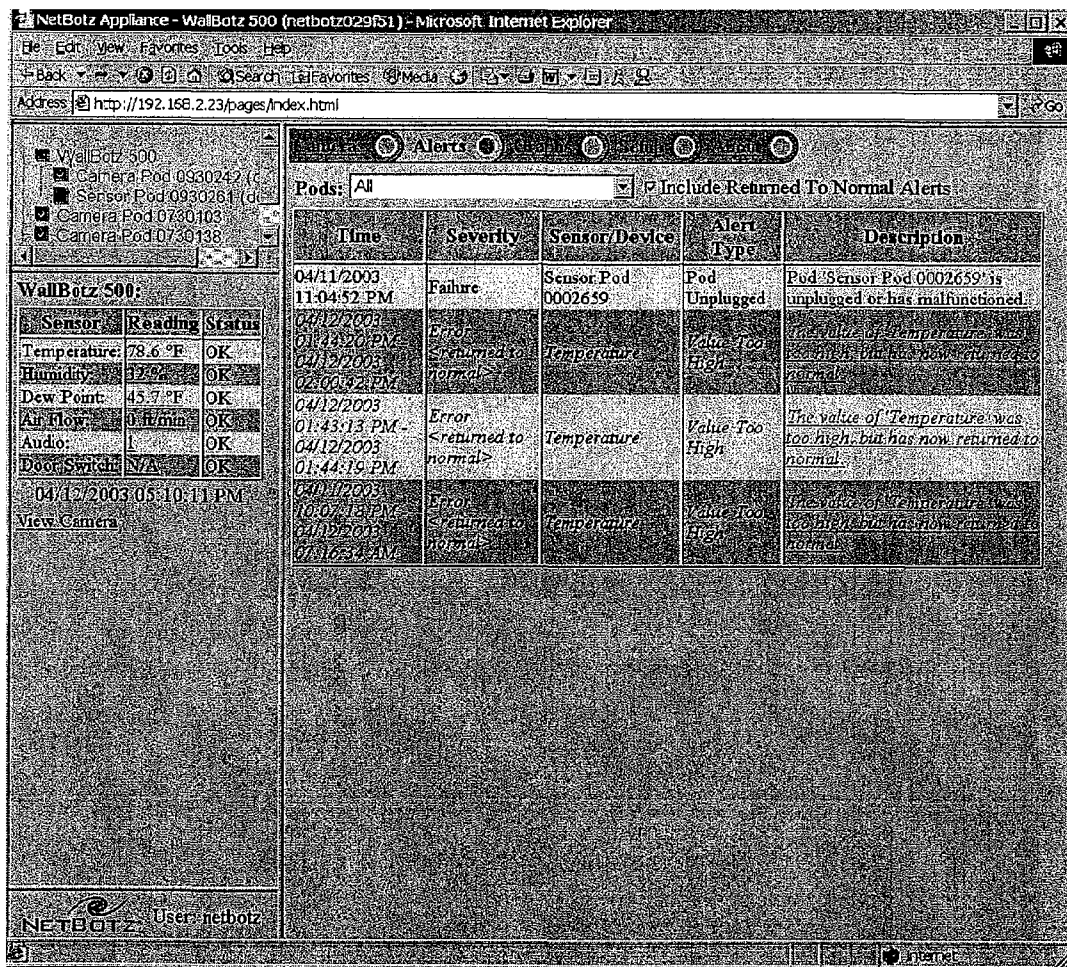 NetBotz Appliance - WallBotz 500 (netbotz029f51) - Microsoft Internet Explorer
File Edit View Favorites Tools Help
Back Search Favorites Media
Address http://192.168.2.23/pages/index.html Go
WallBotz 500
Camera Pod 0930242 (d
Sensor Pod 0930261 (d
Camera Pod 0730103
Camera Pod 0730138
WallBotz 500:
Sensor Reading Status
Temperature: 78.6 °F OK
Humidity: % OK
Dew Point: 45.7 °F OK
Air Flow: 0 ft/min OK
Audio: 1 OK
Door Switch: N/A OK
04/12/2003 05:10:11 PM
View Camera
NETBOTZ User: netbotz
Alerts
Pods: All Include Returned To Normal Alerts
Time Severity Sensor/Device Alert Type Description
04/11/2003 11:04:52 PM Failure Sensor Pod 0002659 Pod Unplugged Pod 'Sensor Pod 0002659' is unplugged or has malfunctioned.
04/12/2003 01:44:20 PM 04/12/2003 02:00:42 PM Error <returned to normal> Temperature Value Too High The value of 'Temperature' was too high, but has now returned to normal.
04/12/2003 01:43:13 PM - 04/12/2003 01:44:19 PM Error <returned to normal> Temperature Value Too High The value of 'Temperature' was too high, but has now returned to normal.
04/11/2003 10:07:18 PM 04/12/2003 07:16:34 AM Error <returned to normal> Temperature Value Too High The value of 'Temperature' was too high, but has now returned to normal.
Internet